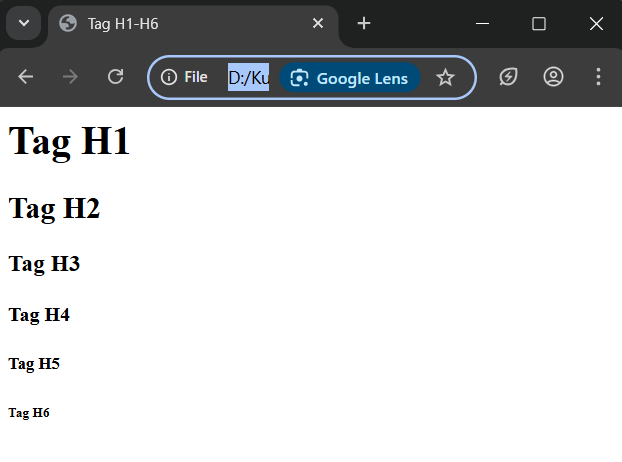 Tag H1-H6
File D:/Ku Google Lens
Tag H1
Tag H2
Tag H3
Tag H4
Tag H5
Tag H6